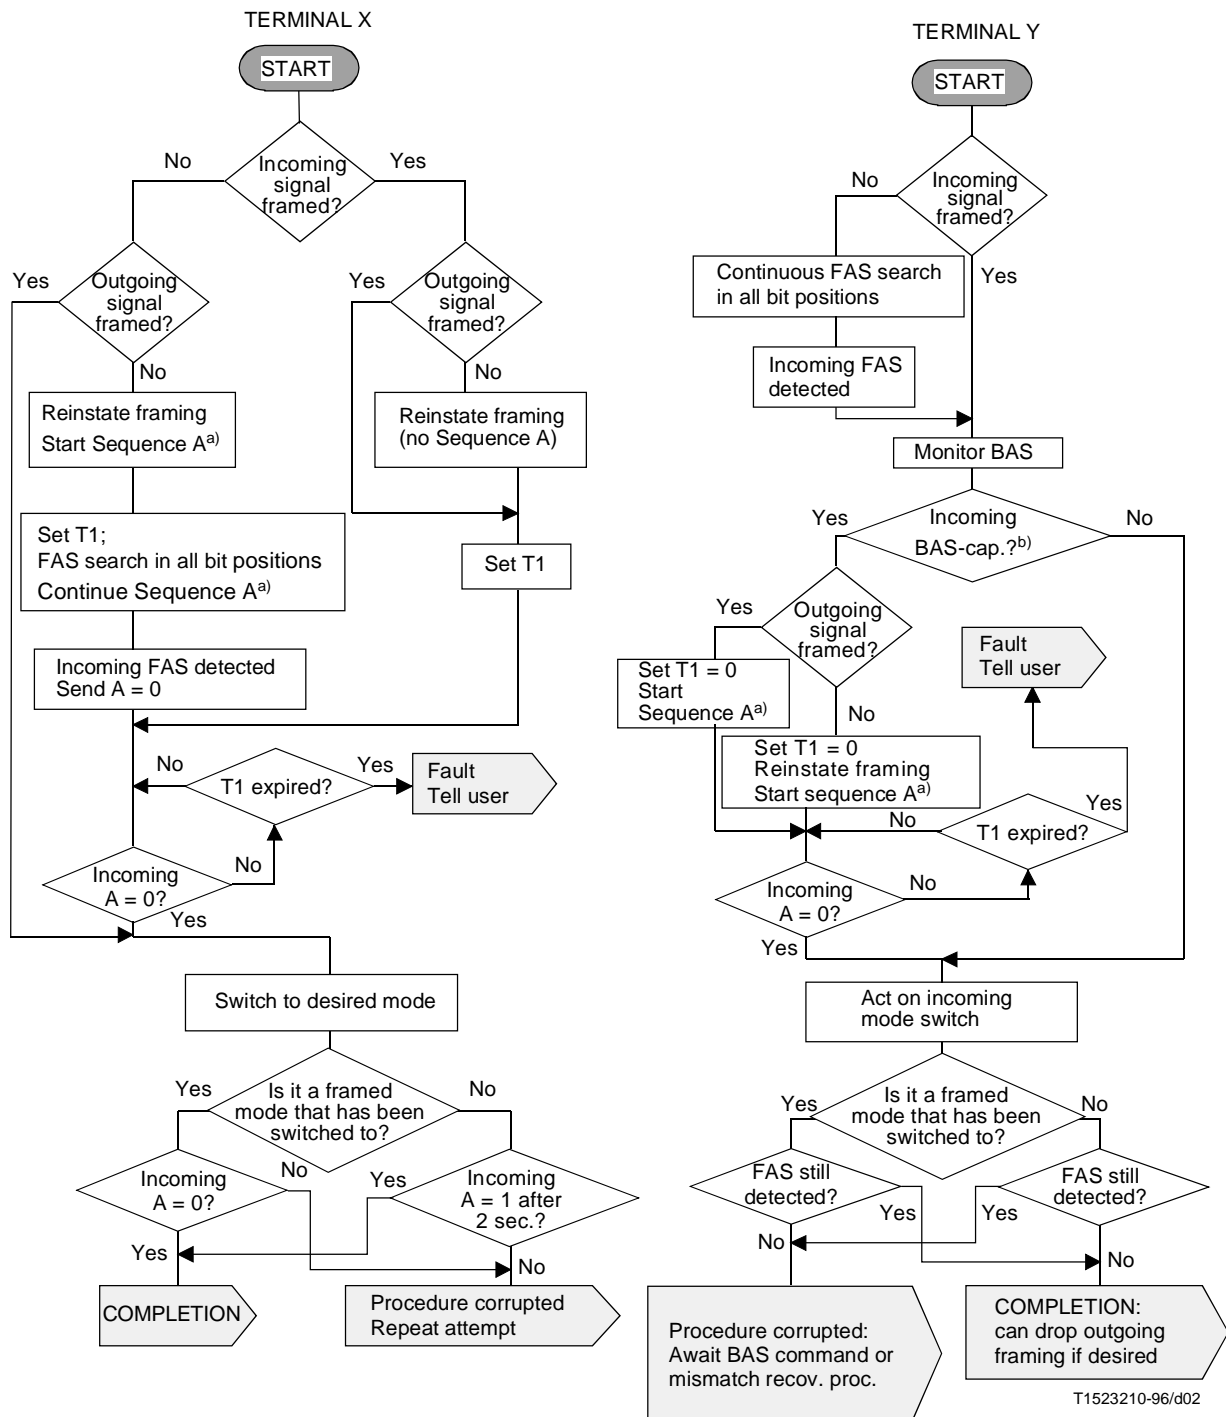 TERMINAL X
START
Incoming
signal
framed?
No
Yes
Outgoing
signal
framed?
Yes
No
Reinstate framing
Start Sequence Aa)
Set T1;
FAS search in all bit positions
Continue Sequence Aa)
Incoming FAS detected
Send A = 0
Outgoing
signal
framed?
Yes
No
Reinstate framing
(no Sequence A)
Set T1
T1 expired?
No
Yes
Fault
Tell user
Incoming
A = 0?
No
Yes
Switch to desired mode
Is it a framed
mode that has been
switched to?
Yes
No
Incoming
A = 0?
No
Yes
Incoming
A = 1 after
2 sec.?
Yes
No
COMPLETION
Procedure corrupted
Repeat attempt
TERMINAL Y
START
Incoming
signal
framed?
No
Yes
Continuous FAS search
in all bit positions
Incoming FAS
detected
Monitor BAS
Incoming
BAS-cap.?b)
Yes
No
Outgoing
signal
framed?
Yes
No
Set T1 = 0
Start
Sequence Aa)
Set T1 = 0
Reinstate framing
Start sequence Aa)
Fault
Tell user
T1 expired?
No
Yes
Incoming
A = 0?
No
Yes
Act on incoming
mode switch
Is it a framed
mode that has been
switched to?
Yes
No
FAS still
detected?
Yes
No
FAS still
detected?
Yes
No
Procedure corrupted:
Await BAS command or
mismatch recov. proc.
COMPLETION:
can drop outgoing
framing if desired
T1523210-96/d02